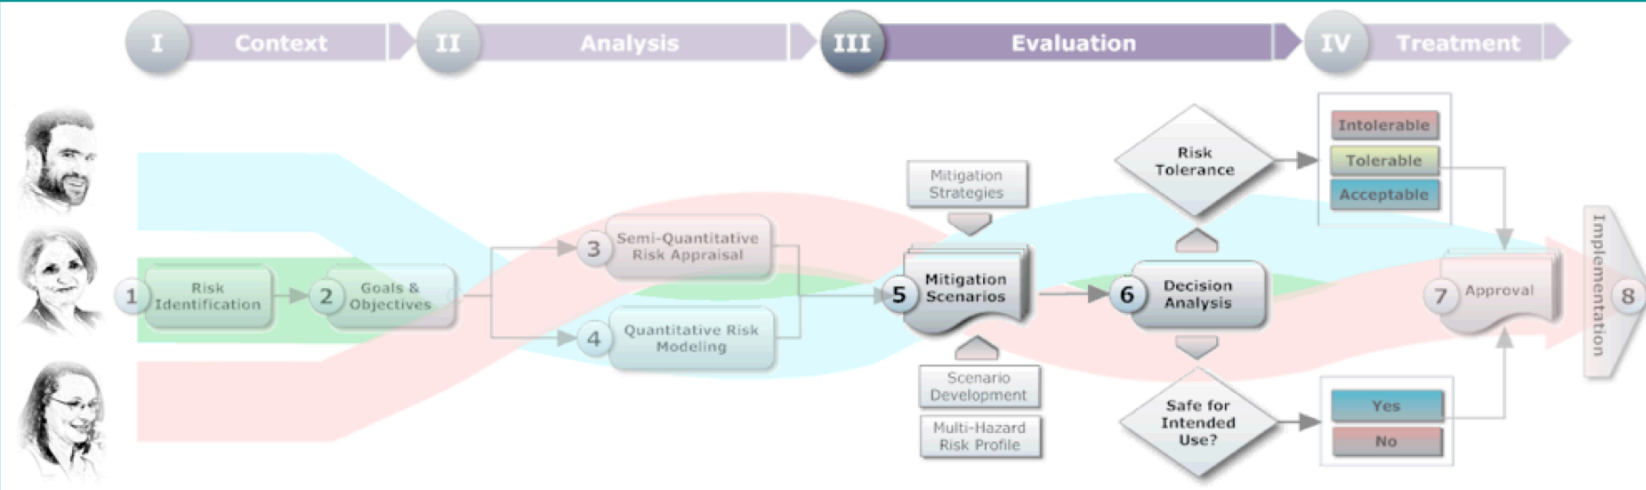 I
Context
II
Analysis
III
Evaluation
IV
Treatment
1
Risk
Identification
2
Goals &
Objectives
3
Semi-Quantitative
Risk Appraisal
4
Quantitative Risk
Modeling
Mitigation
Strategies
5
Mitigation
Scenarios
Scenario
Development
Multi-Hazard
Risk Profile
Risk
Tolerance
6
Decision
Analysis
Safe for
Intended
Use?
Intolerable
Tolerable
Acceptable
Yes
No
7
Approval
Implementation
8